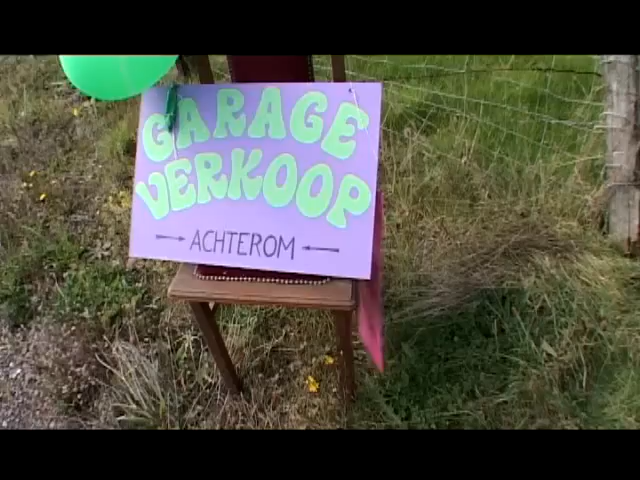 GARAGE
VERKOOP
→ ACHTEROM ←